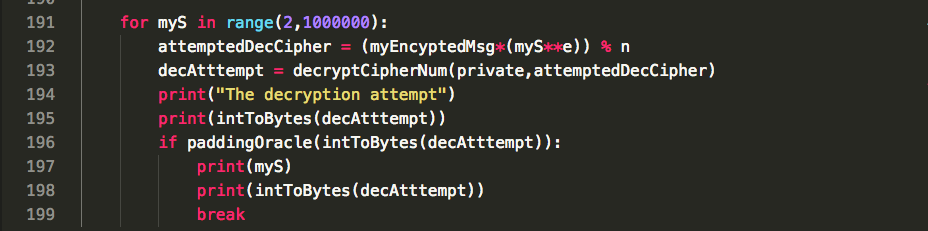 191 for myS in range(2,1000000):
192 attemptedDecCipher = (myEncyptedMsg*(myS**e)) % n
193 decAtttempt = decryptCipherNum(private,attemptedDecCipher)
194 print("The decryption attempt")
195 print(intToBytes(decAtttempt))
196 if paddingOracle(intToBytes(decAtttempt)):
197 print(myS)
198 print(intToBytes(decAtttempt))
199 break